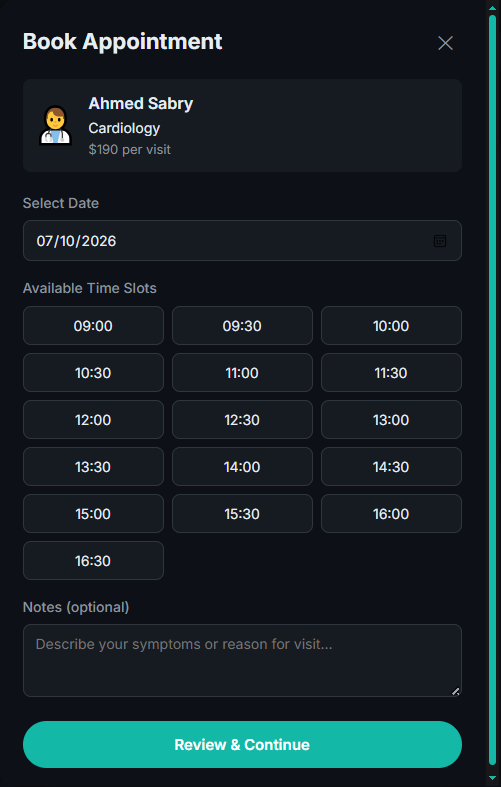 Book Appointment
Ahmed Sabry
Cardiology
$190 per visit
Select Date
07/10/2026
Available Time Slots
09:00 09:30 10:00
10:30 11:00 11:30
12:00 12:30 13:00
13:30 14:00 14:30
15:00 15:30 16:00
16:30
Notes (optional)
Describe your symptoms or reason for visit...
Review & Continue